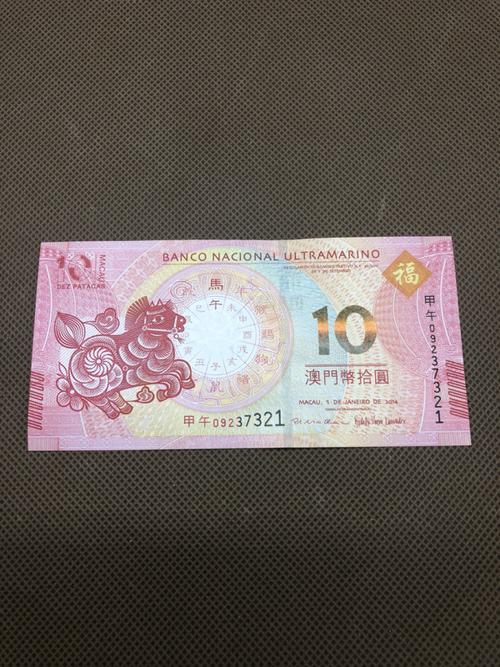 BANCO NACIONAL ULTRAMARINO
10
MACAU
DEZ PATACAS
馬
午
鼠
福
10
澳門幣拾圓
MACAU, 1 DE JANEIRO DE 2014
甲午09237321
甲午09237321